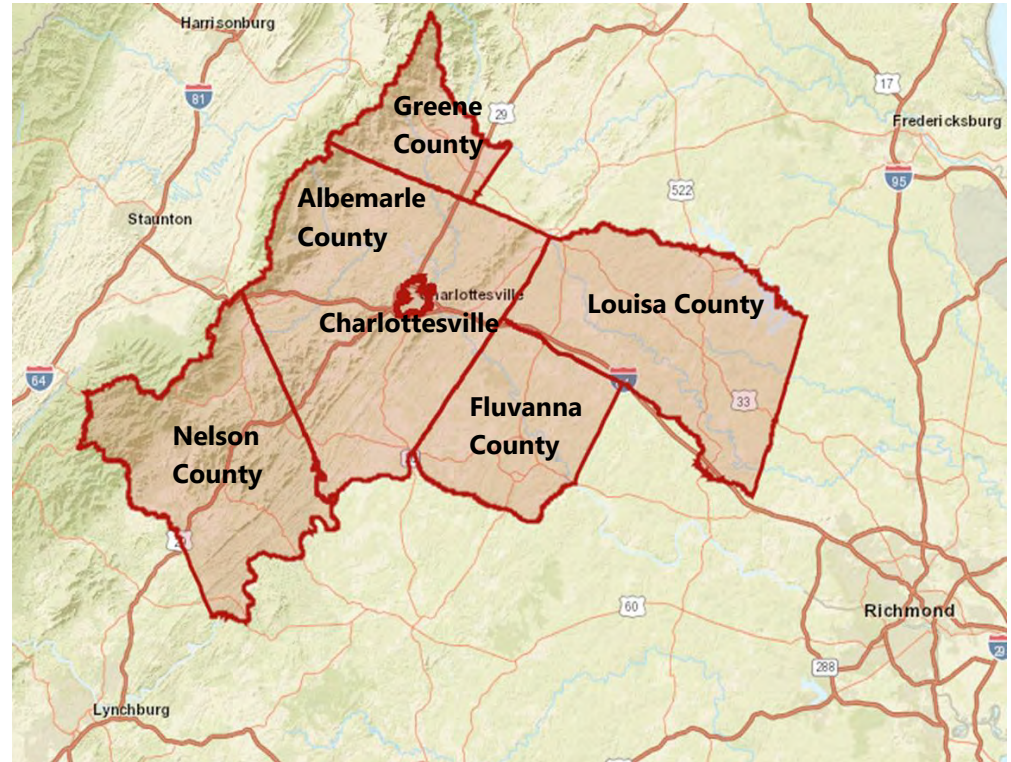 Harrisonburg
81
Greene
County
29
17
Fredericksburg
95
522
Albemarle
County
Staunton
Charlottesville
Louisa County
Charlottesville
64
33
Fluvanna
County
Nelson
County
60
Richmond
288
29
Lynchburg